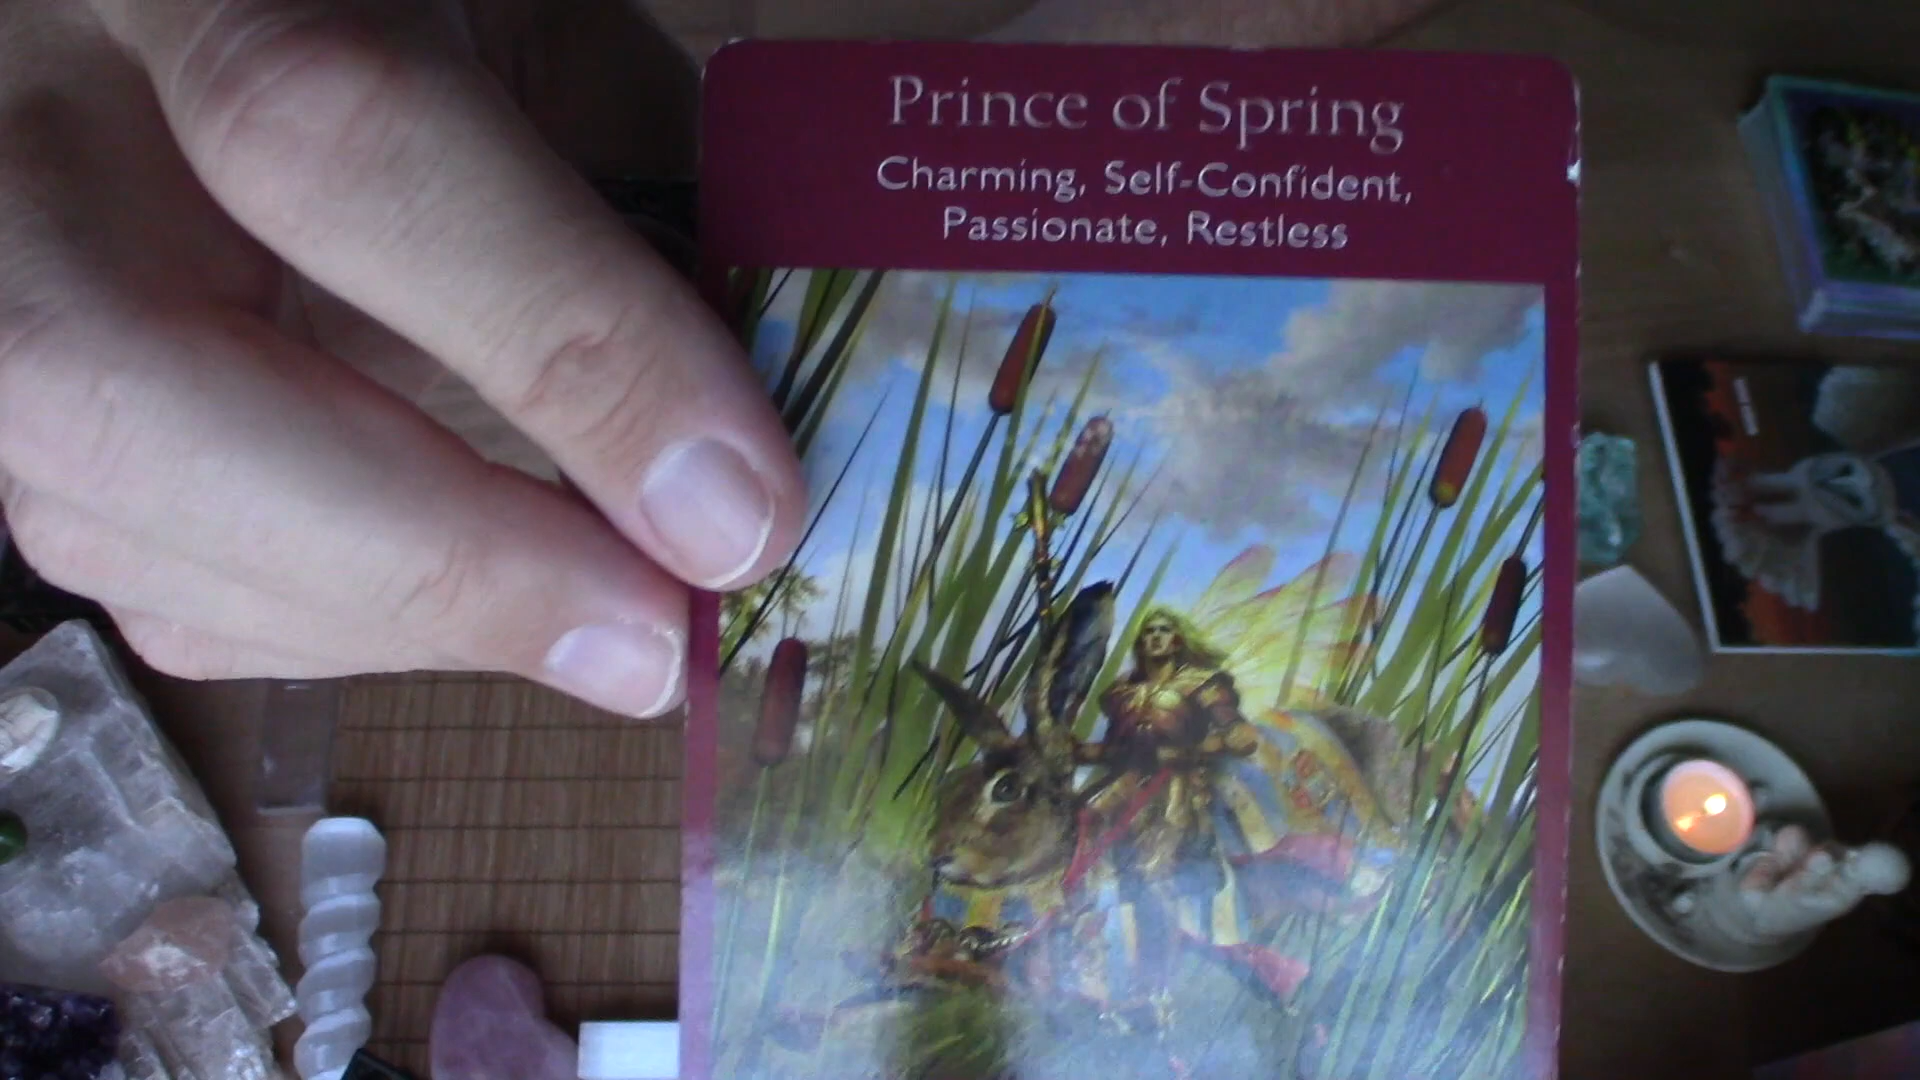 Prince of Spring
Charming, Self-Confident,
Passionate, Restless